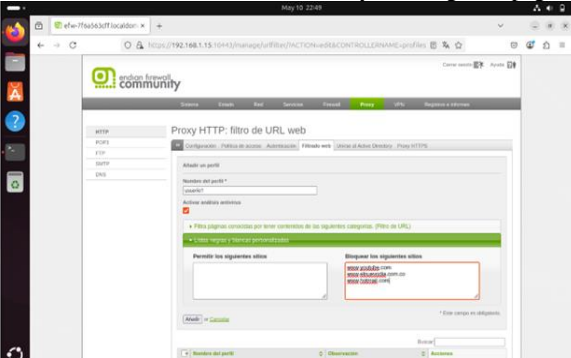 May 10 22:49
efw-7f6a563cff.localdom
https://192.168.1.15:10443/manage/urlfilter/?ACTION=edit&CONTROLLERNAME=profiles
Cerrar sesión
Ayuda
endian firewall
community
Sistema Estado Red Servicios Firewall Proxy VPN Registros e informes
HTTP
POP3
FTP
SMTP
DNS
Proxy HTTP: filtro de URL web
Configuración Política de acceso Autenticación Filtrado web Unirse al Active Directory Proxy HTTPS
Añadir un perfil
Nombre del perfil *
Activar análisis antivirus
Filtra páginas conocidas por tener contenidos de las siguientes categorías: (Filtro de URL)
Listas negras y blancas personalizadas
Permitir los siguientes sitios
Bloquear los siguientes sitios
www.youtube.com
www.elnuevodia.com.co
www.hotmail.com
* Este campo es obligatorio.
Añadir or Cancelar
Buscar
Nombre del perfil Observación Acciones